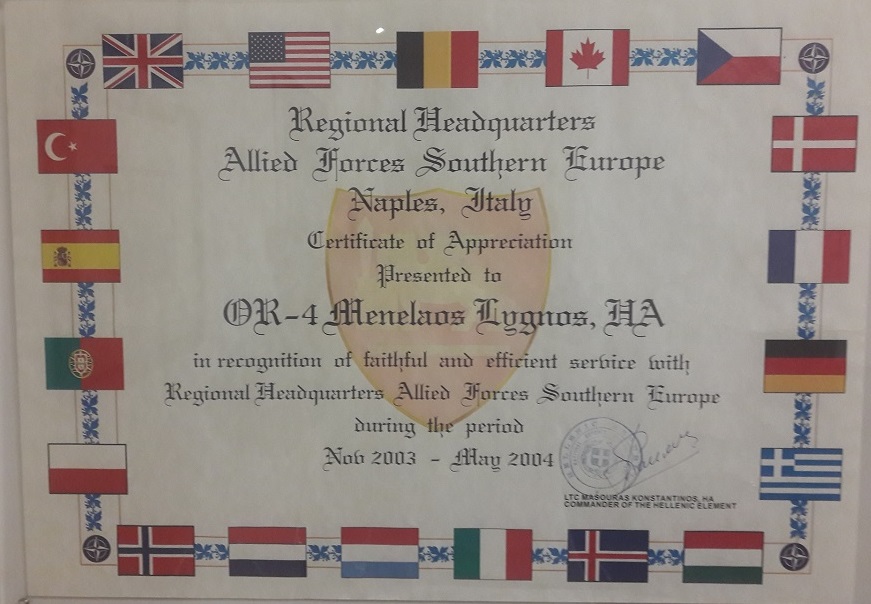 Regional Headquarters
Allied Forces Southern Europe
Naples, Italy
Certificate of Appreciation
Presented to
OR-4 Menelaos Lygnos, HA
in recognition of faithful and efficient service with
Regional Headquarters Allied Forces Southern Europe
during the period
Nov 2003 - May 2004
LTC MASOURAS KONSTANTINOS, HA
COMMANDER OF THE HELLENIC ELEMENT